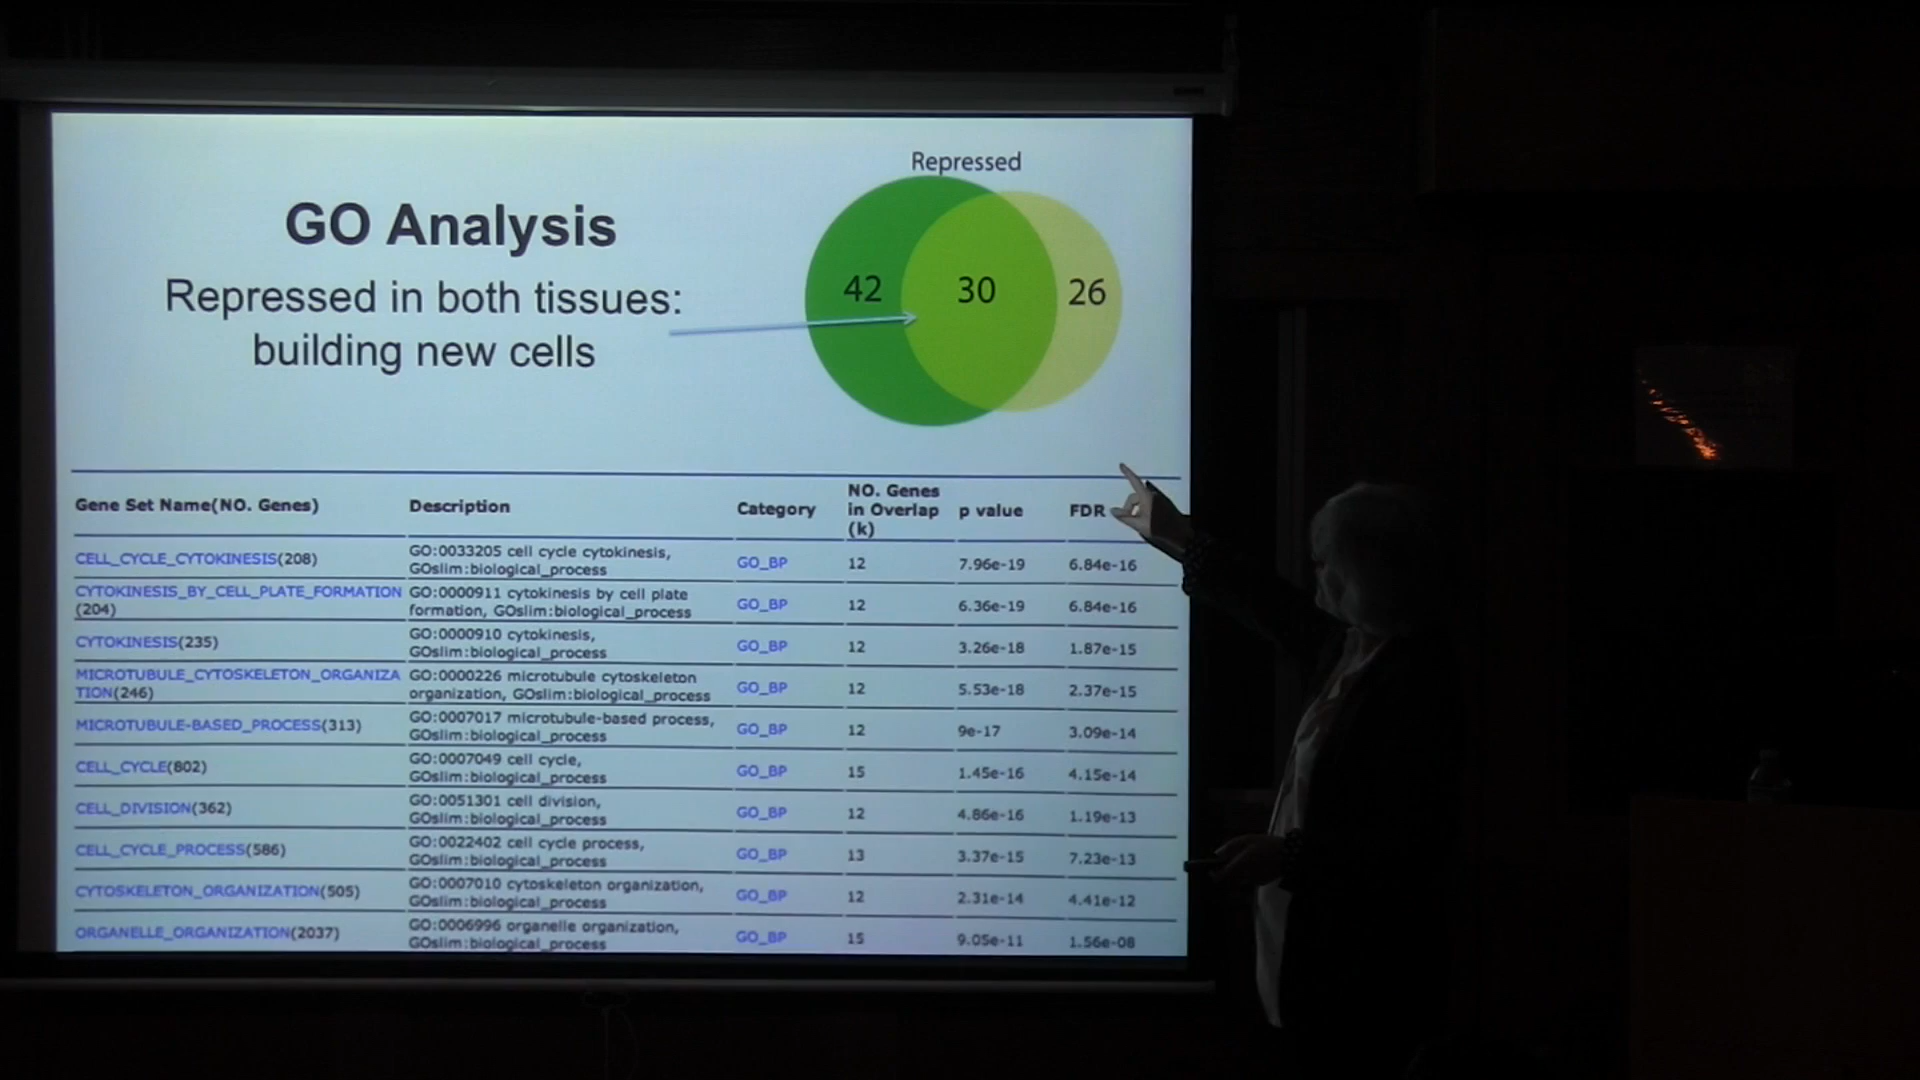 Repressed
GO Analysis
Repressed in both tissues:
building new cells
42 30 26
Gene Set Name(NO. Genes) Description Category NO. Genes in Overlap (k) p value FDR
CELL_CYCLE_CYTOKINESIS(208) GO:0033205 cell cycle cytokinesis, GOslim:biological_process GO_BP 12 7.96e-19 6.84e-16
CYTOKINESIS_BY_CELL_PLATE_FORMATION (204) GO:0000911 cytokinesis by cell plate formation, GOslim:biological_process GO_BP 12 6.36e-19 6.84e-16
CYTOKINESIS(235) GO:0000910 cytokinesis, GOslim:biological_process GO_BP 12 3.26e-18 1.87e-15
MICROTUBULE_CYTOSKELETON_ORGANIZATION(246) GO:0000226 microtubule cytoskeleton organization, GOslim:biological_process GO_BP 12 5.53e-18 2.37e-15
MICROTUBULE-BASED_PROCESS(313) GO:0007017 microtubule-based process, GOslim:biological_process GO_BP 12 9e-17 3.09e-14
CELL_CYCLE(802) GO:0007049 cell cycle, GOslim:biological_process GO_BP 15 1.45e-16 4.15e-14
CELL_DIVISION(362) GO:0051301 cell division, GOslim:biological_process GO_BP 12 4.86e-16 1.19e-13
CELL_CYCLE_PROCESS(586) GO:0022402 cell cycle process, GOslim:biological_process GO_BP 13 3.37e-15 7.23e-13
CYTOSKELETON_ORGANIZATION(505) GO:0007010 cytoskeleton organization, GOslim:biological_process GO_BP 12 2.31e-14 4.41e-12
ORGANELLE_ORGANIZATION(2037) GO:0006996 organelle organization, GOslim:biological_process GO_BP 15 9.05e-11 1.56e-08